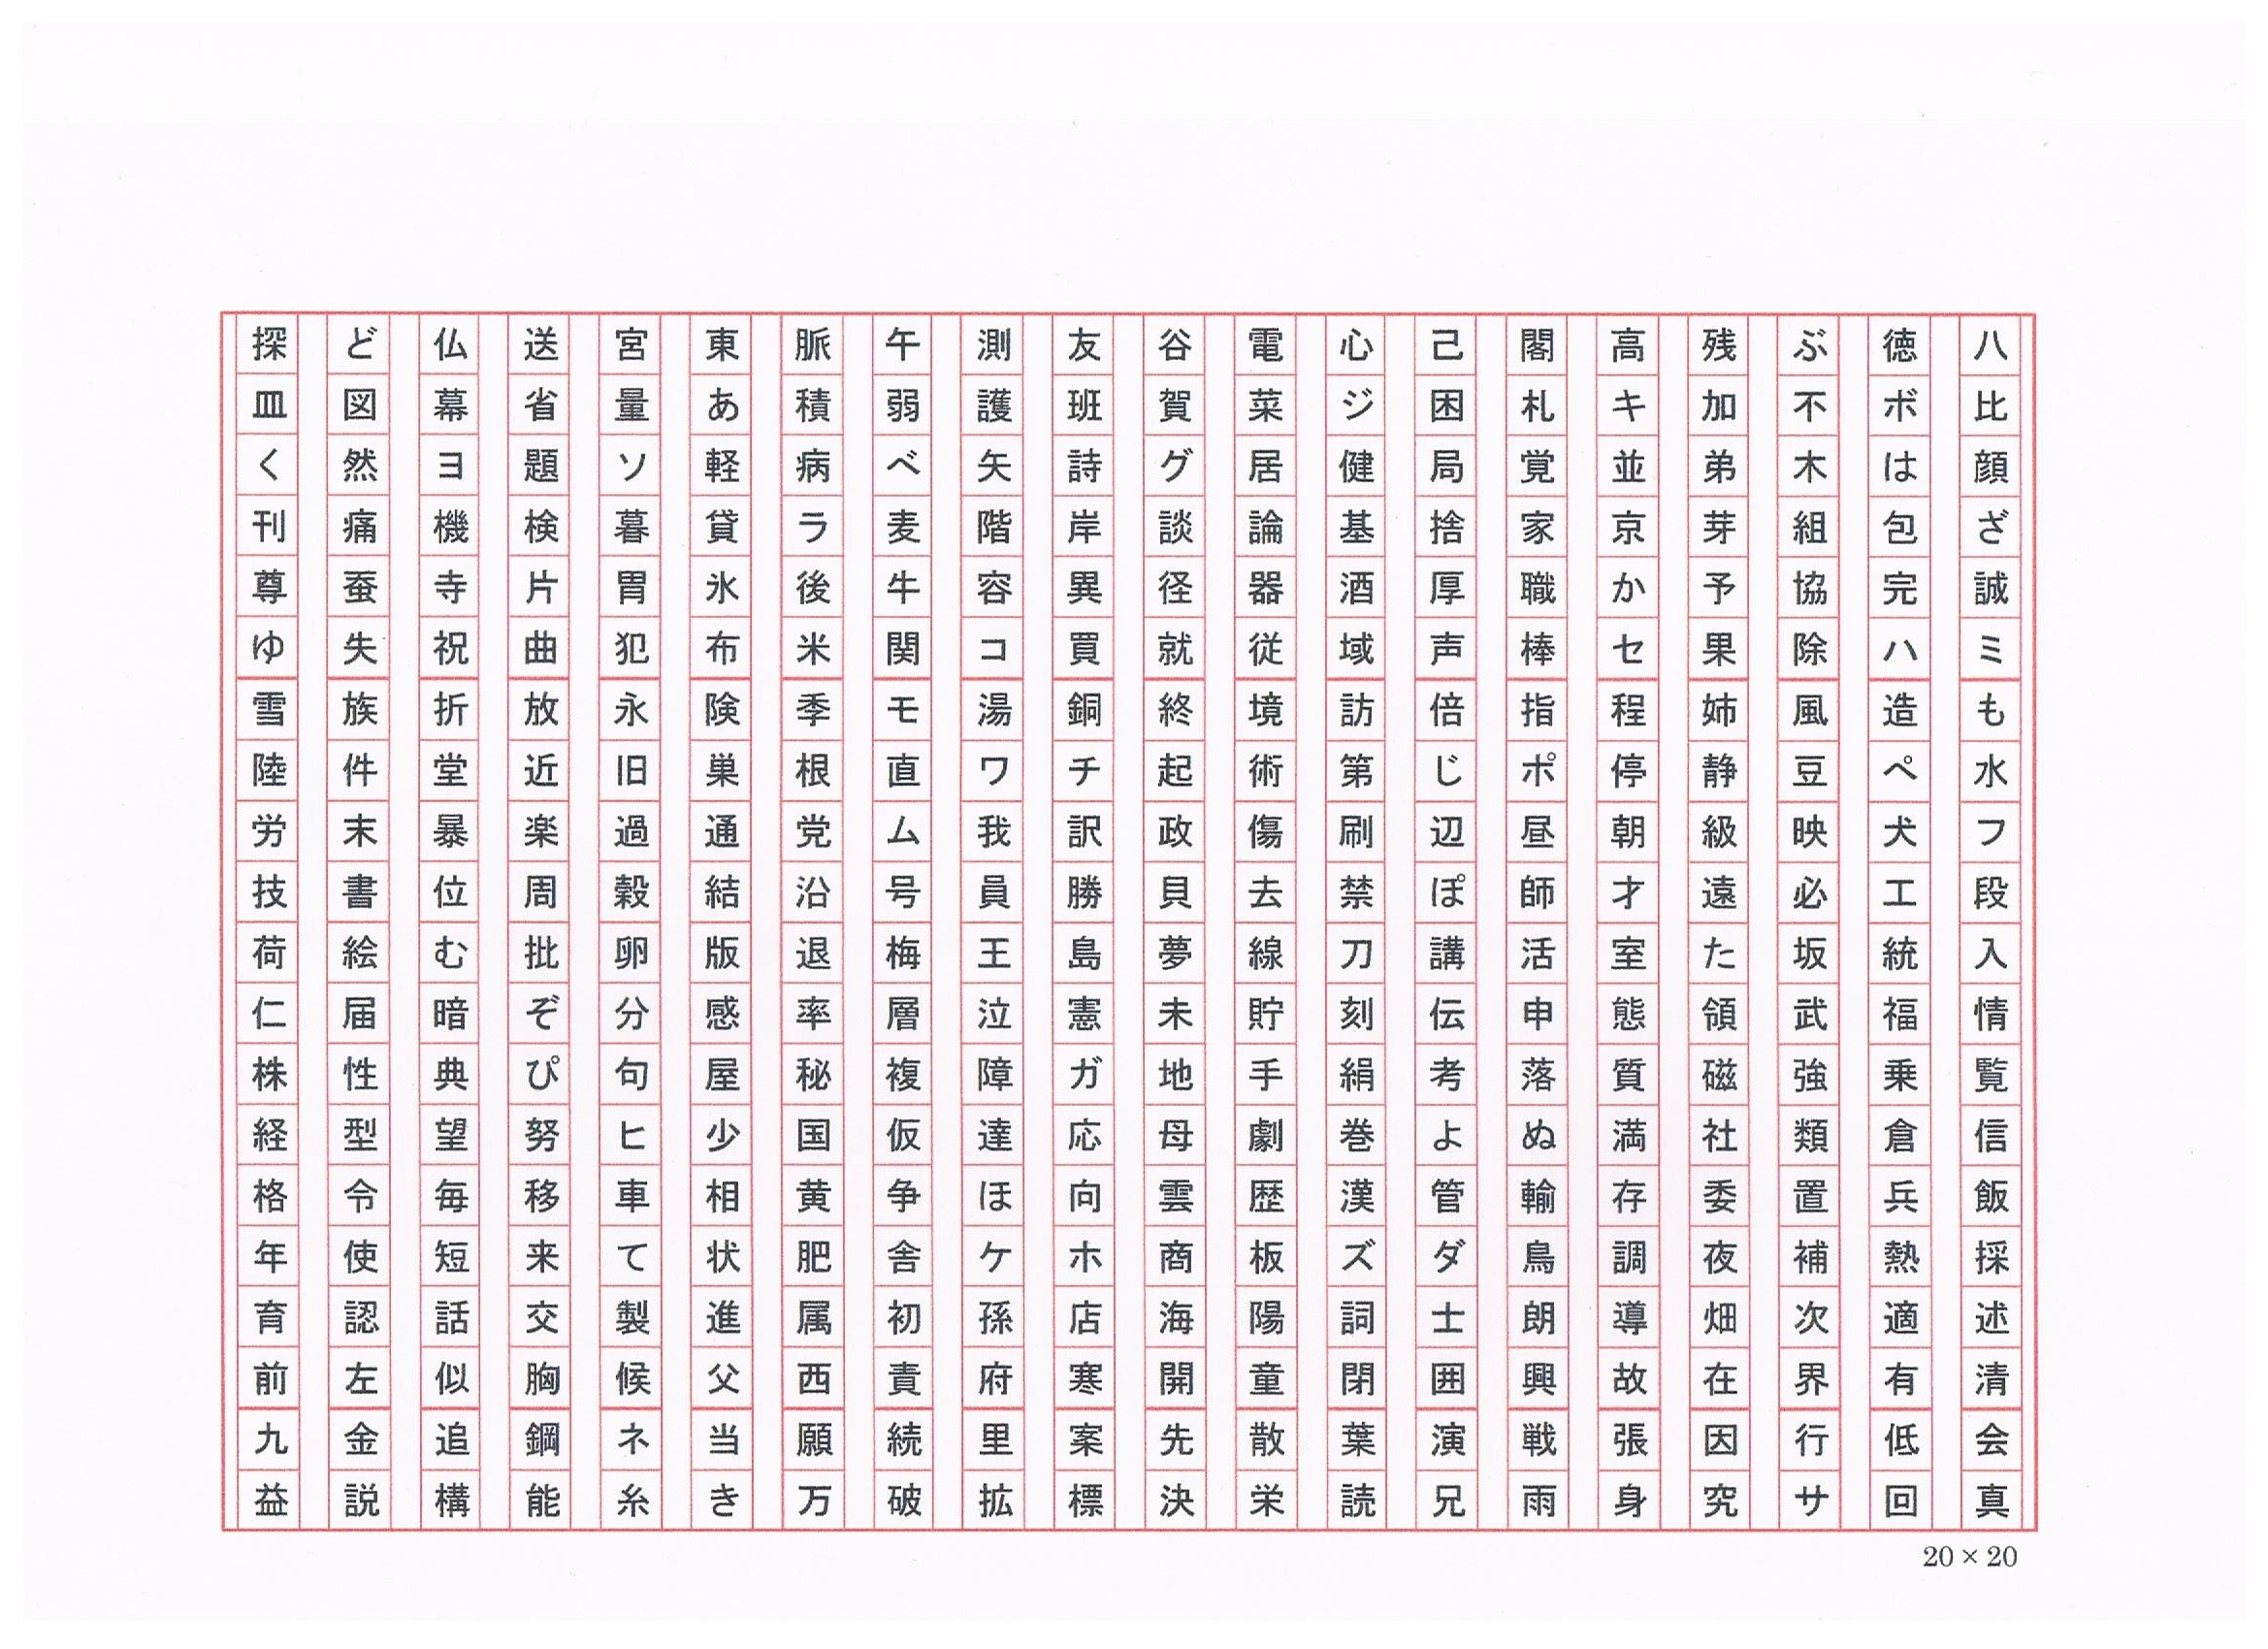 八比顔ざ誠ミも水フ段入情覧信飯採述清会真
徳ボは包完ハ造ペ犬エ統福乗倉兵熱適有低回
ぶ不木組協除風豆映必坂武強類置補次界行サ
残加弟芽予果姉静級遠た領磁社委夜畑在因究
高キ並京かセ程停朝才室態質満存調導故張身
閣札覚家職棒指ポ昼師活申落ぬ輸鳥朗興戦雨
己困局捨厚声倍じ辺ぽ講伝考よ管ダ士囲演兄
心ジ健基酒域訪第刷禁刀刻絹巻漢ズ詞閉葉読
電菜居論器従境術傷去線貯手劇歴板陽童散栄
谷賀グ談径就終起政貝夢未地母雲商海開先決
友班詩岸異買銅チ訳勝島憲ガ応向ホ店寒案標
測護矢階容コ湯ワ我員王泣障達ほケ孫府里拡
午弱ベ麦牛関モ直ム号梅層複仮争舎初責続破
脈積病ラ後米季根党沿退率秘国黄肥属西願万
東あ軽貸氷布険巣通結版感屋少相状進父当き
宮量ソ暮胃犯永旧過穀卵分句ヒ車て製候ネ糸
送省題検片曲放近楽周批ぞぴ努移来交胸鋼能
仏幕ヨ機寺祝折堂暴位む暗典望毎短話似追構
ど図然痛蚕失族件末書絵届性型令使認左金説
探皿く刊尊ゆ雪陸労技荷仁株経格年育前九益
20×20